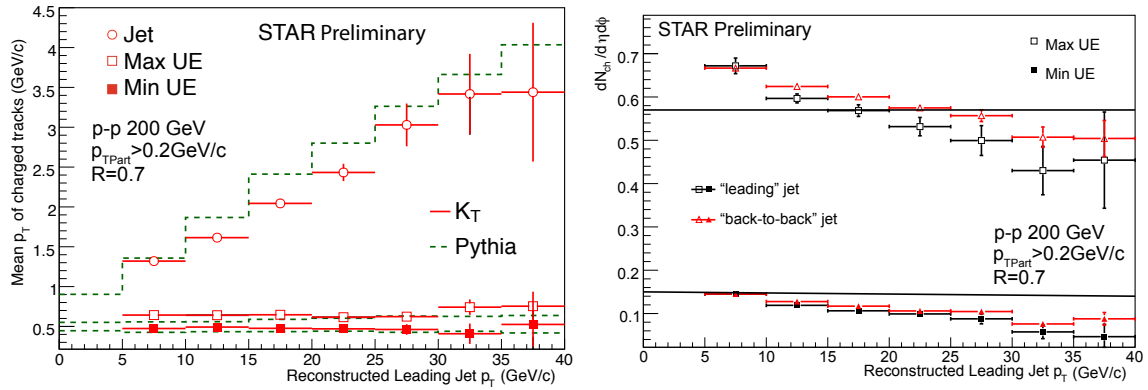 STAR Preliminary
Jet
Max UE
Min UE
p-p 200 GeV
p_TPart>0.2GeV/c
R=0.7
K_T
Pythia
Mean p_T of charged tracks (GeV/c)
4.5
4
3.5
3
2.5
2
1.5
1
0.5
0 5 10 15 20 25 30 35 40
Reconstructed Leading Jet p_T (GeV/c)
STAR Preliminary
Max UE
Min UE
"leading" jet
"back-to-back" jet
p-p 200 GeV
p_TPart>0.2GeV/c
R=0.7
dN_ch/dηdϕ
0.7
0.6
0.5
0.4
0.3
0.2
0.1
0 5 10 15 20 25 30 35 40
Reconstructed Leading Jet p_T (GeV/c)